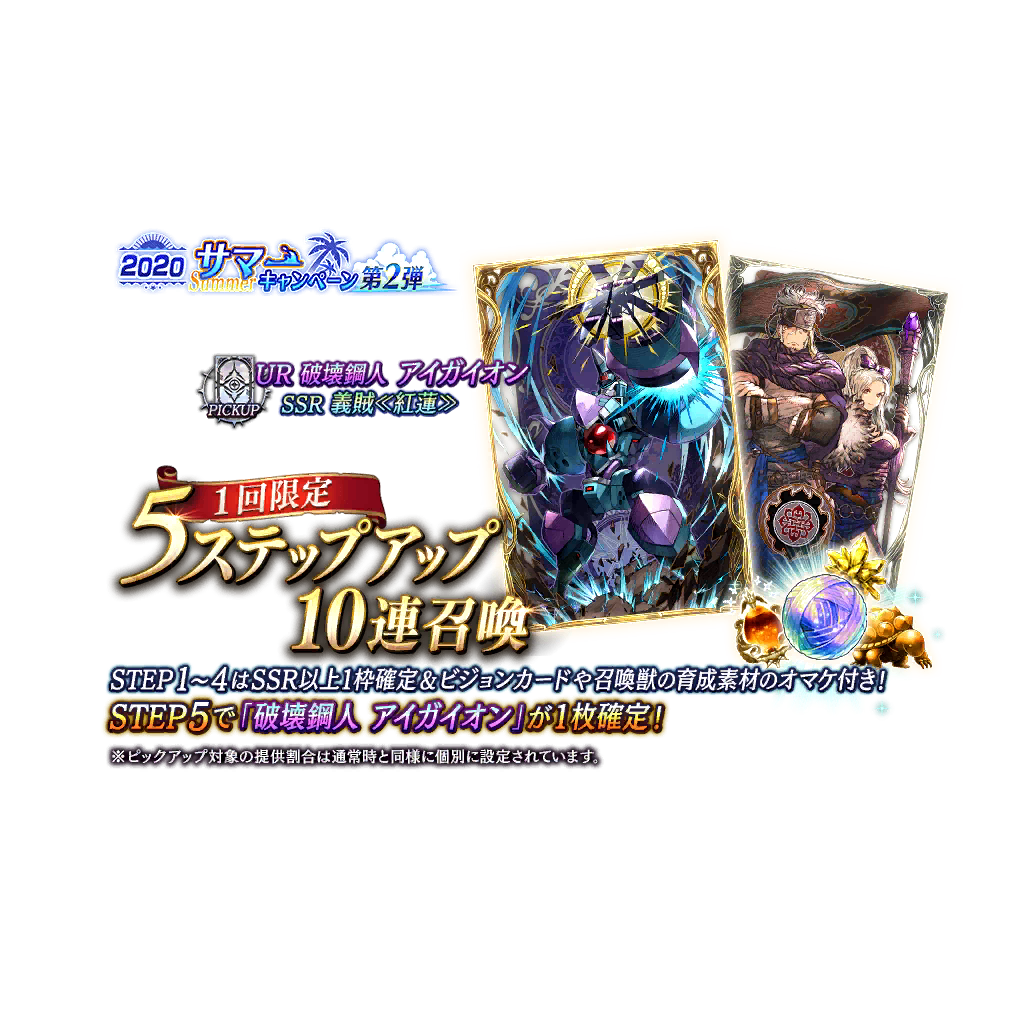 2020 サマー
Summer キャンペーン 第2弾
PICKUP
UR 破壊鋼人 アイガイオン
SSR 義賊≪紅蓮≫
1回限定
5ステップアップ
10連召喚
STEP1～4はSSR以上1枠確定＆ビジョンカードや召喚獣の育成素材のオマケ付き！
STEP5で「破壊鋼人 アイガイオン」が1枚確定！
※ピックアップ対象の提供割合は通常時と同様に個別に設定されています。